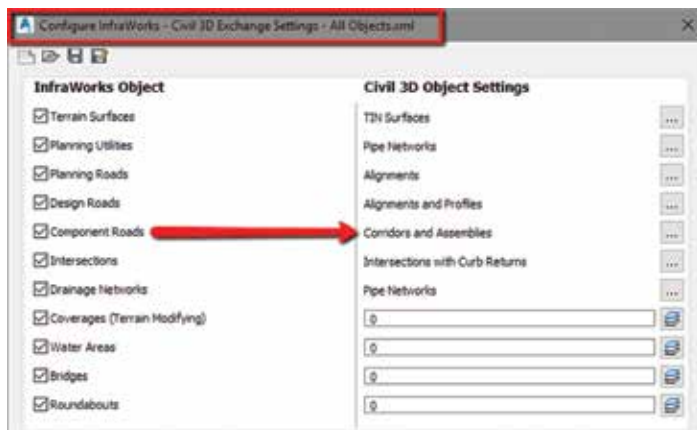 Configure InfraWorks - Civil 3D Exchange Settings - All Objects.xml
InfraWorks Object Civil 3D Object Settings
Terrain Surfaces TIN Surfaces ...
Planning Utilities Pipe Networks ...
Planning Roads Alignments ...
Design Roads Alignments and Profiles ...
Component Roads Corridors and Assemblies ...
Intersections Intersections with Curb Returns ...
Drainage Networks Pipe Networks ...
Coverages (Terrain Modifying) 0
Water Areas 0
Bridges 0
Roundabouts 0